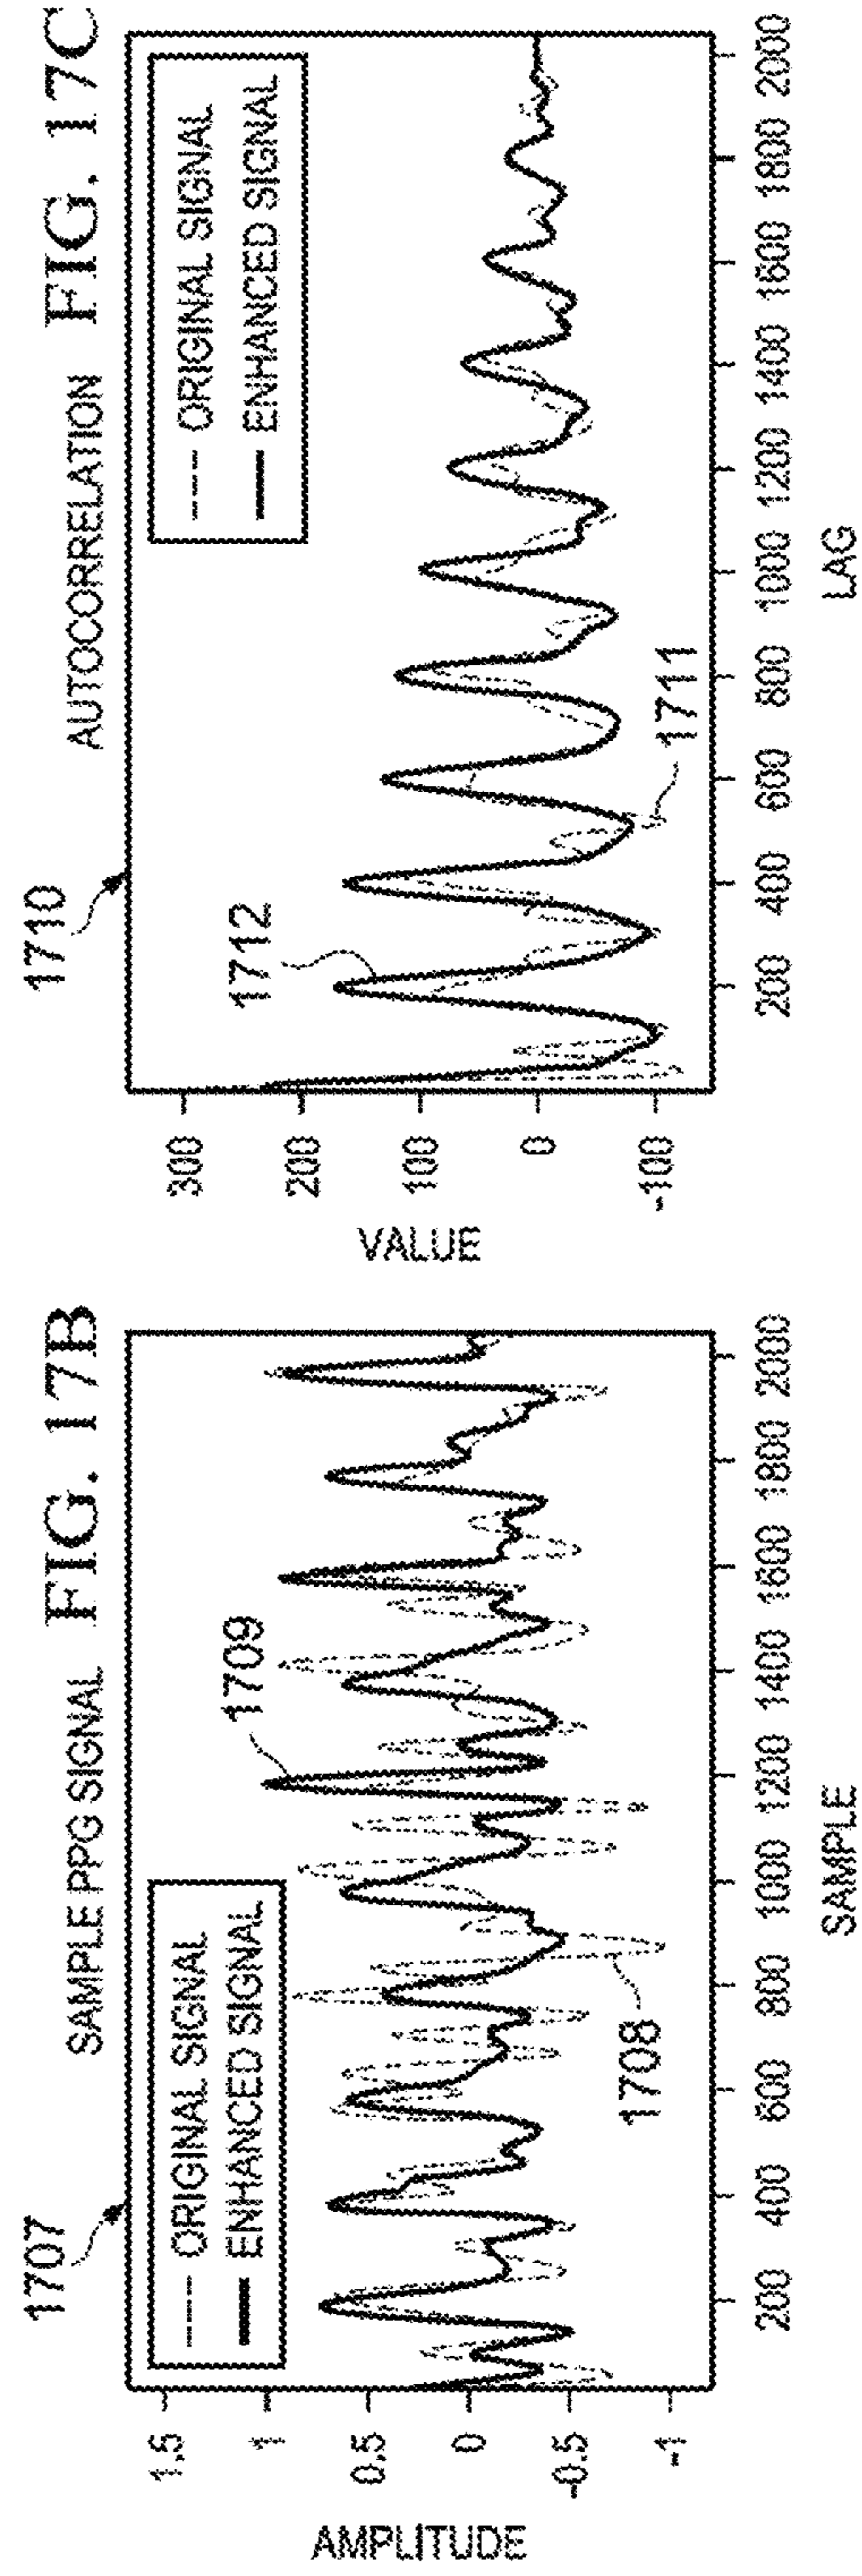 FIG. 17B
SAMPLE PPG SIGNAL
1707
ORIGINAL SIGNAL
ENHANCED SIGNAL
1709
1708
AMPLITUDE
1.5
1
0.5
0
-0.5
-1
200 400 600 800 1000 1200 1400 1600 1800 2000
SAMPLE
FIG. 17C
AUTOCORRELATION
1710
ORIGINAL SIGNAL
ENHANCED SIGNAL
1712
1711
VALUE
300
200
100
0
-100
200 400 600 800 1000 1200 1400 1600 1800 2000
LAG